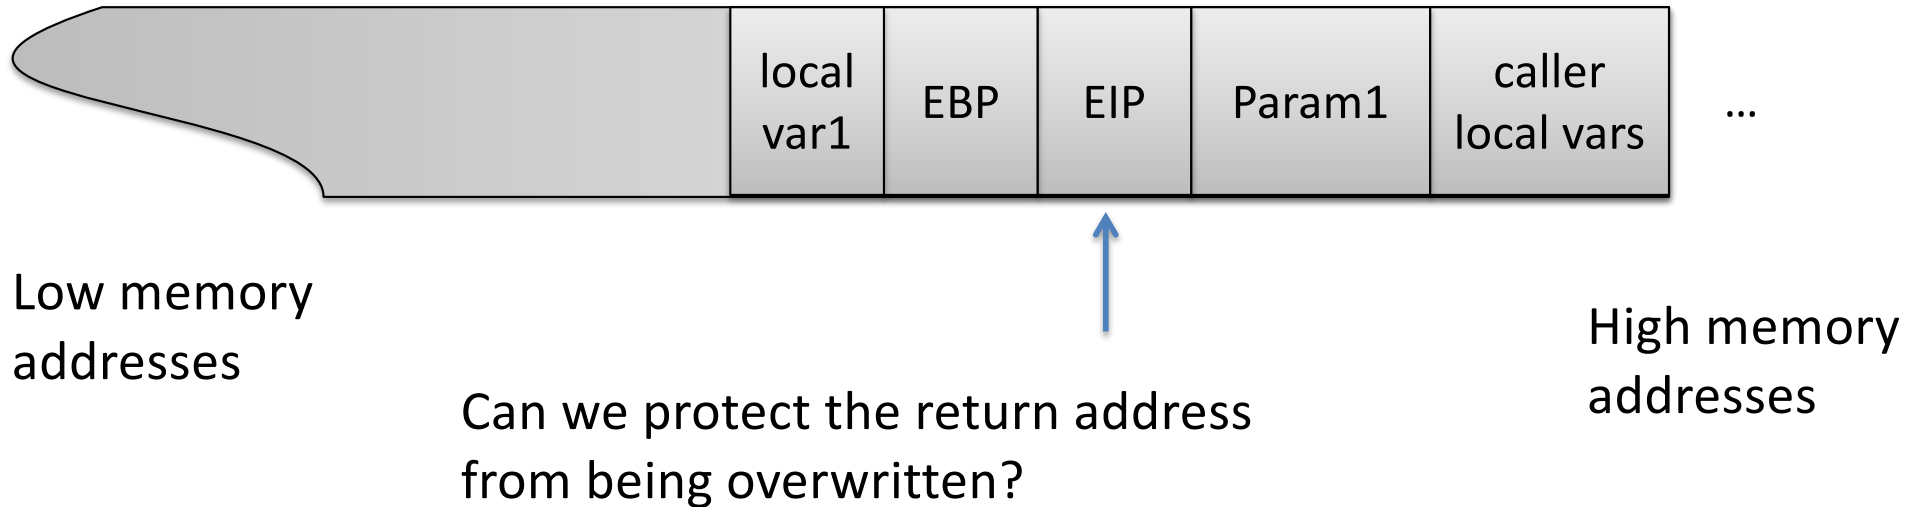 local
var1
EBP
EIP
Param1
caller
local vars
...
Low memory
addresses
High memory
addresses
Can we protect the return address
from being overwritten?